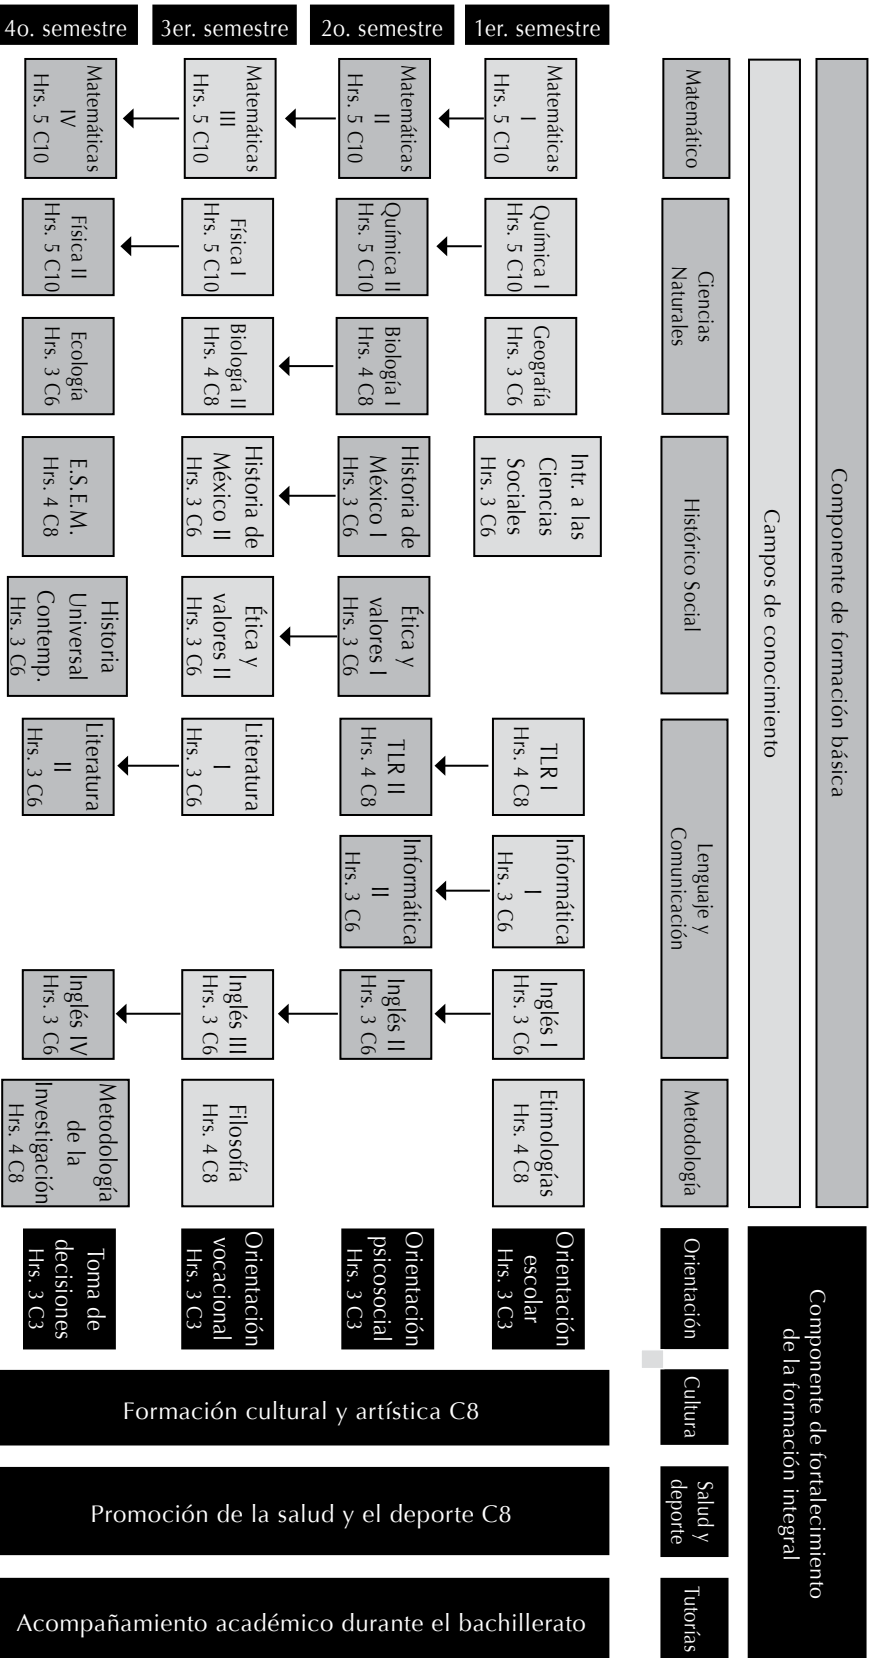 Componente de formación básica
Componente de fortalecimiento
de la formación integral
Campos de conocimiento
Matemático
Ciencias
Naturales
Histórico Social
Lenguaje y
Comunicación
Metodología
Orientación
Cultura
Salud y
deporte
Tutorías
1er. semestre
Matemáticas
I
Hrs. 5 C10
Química I
Hrs. 5 C10
Geografía
Hrs. 3 C6
Intr. a las
Ciencias
Sociales
Hrs. 3 C6
TLR I
Hrs. 4 C8
Informática
I
Hrs. 3 C6
Inglés I
Hrs. 3 C6
Etimologías
Hrs. 4 C8
Orientación
escolar
Hrs. 3 C3
2o. semestre
Matemáticas
II
Hrs. 5 C10
Química II
Hrs. 5 C10
Biología I
Hrs. 4 C8
Historia de
México I
Hrs. 3 C6
Ética y
valores I
Hrs. 3 C6
TLR II
Hrs. 4 C8
Informática
II
Hrs. 3 C6
Inglés II
Hrs. 3 C6
Orientación
psicosocial
Hrs. 3 C3
3er. semestre
Matemáticas
III
Hrs. 5 C10
Física I
Hrs. 5 C10
Biología II
Hrs. 4 C8
Historia de
México II
Hrs. 3 C6
Ética y
valores II
Hrs. 3 C6
Literatura
I
Hrs. 3 C6
Inglés III
Hrs. 3 C6
Filosofía
Hrs. 4 C8
Orientación
vocacional
Hrs. 3 C3
4o. semestre
Matemáticas
IV
Hrs. 5 C10
Física II
Hrs. 5 C10
Ecología
Hrs. 3 C6
E.S.E.M.
Hrs. 4 C8
Historia
Universal
Contemp.
Hrs. 3 C6
Literatura
II
Hrs. 3 C6
Inglés IV
Hrs. 3 C6
Metodología
de la
Investigación
Hrs. 4 C8
Toma de
decisiones
Hrs. 3 C3
Formación cultural y artística C8
Promoción de la salud y el deporte C8
Acompañamiento académico durante el bachillerato